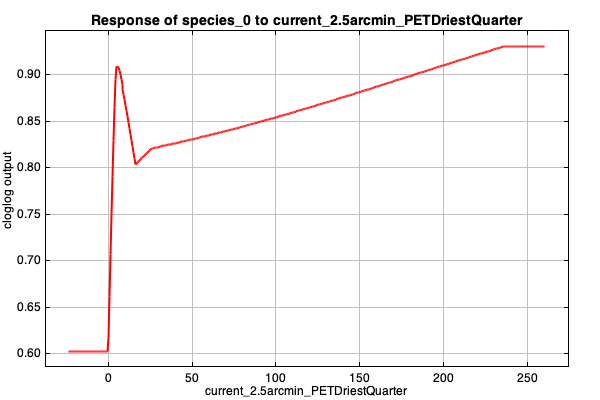 Response of species_0 to current_2.5arcmin_PETDriestQuarter
cloglog output
0.90
0.85
0.80
0.75
0.70
0.65
0.60
0 50 100 150 200 250
current_2.5arcmin_PETDriestQuarter